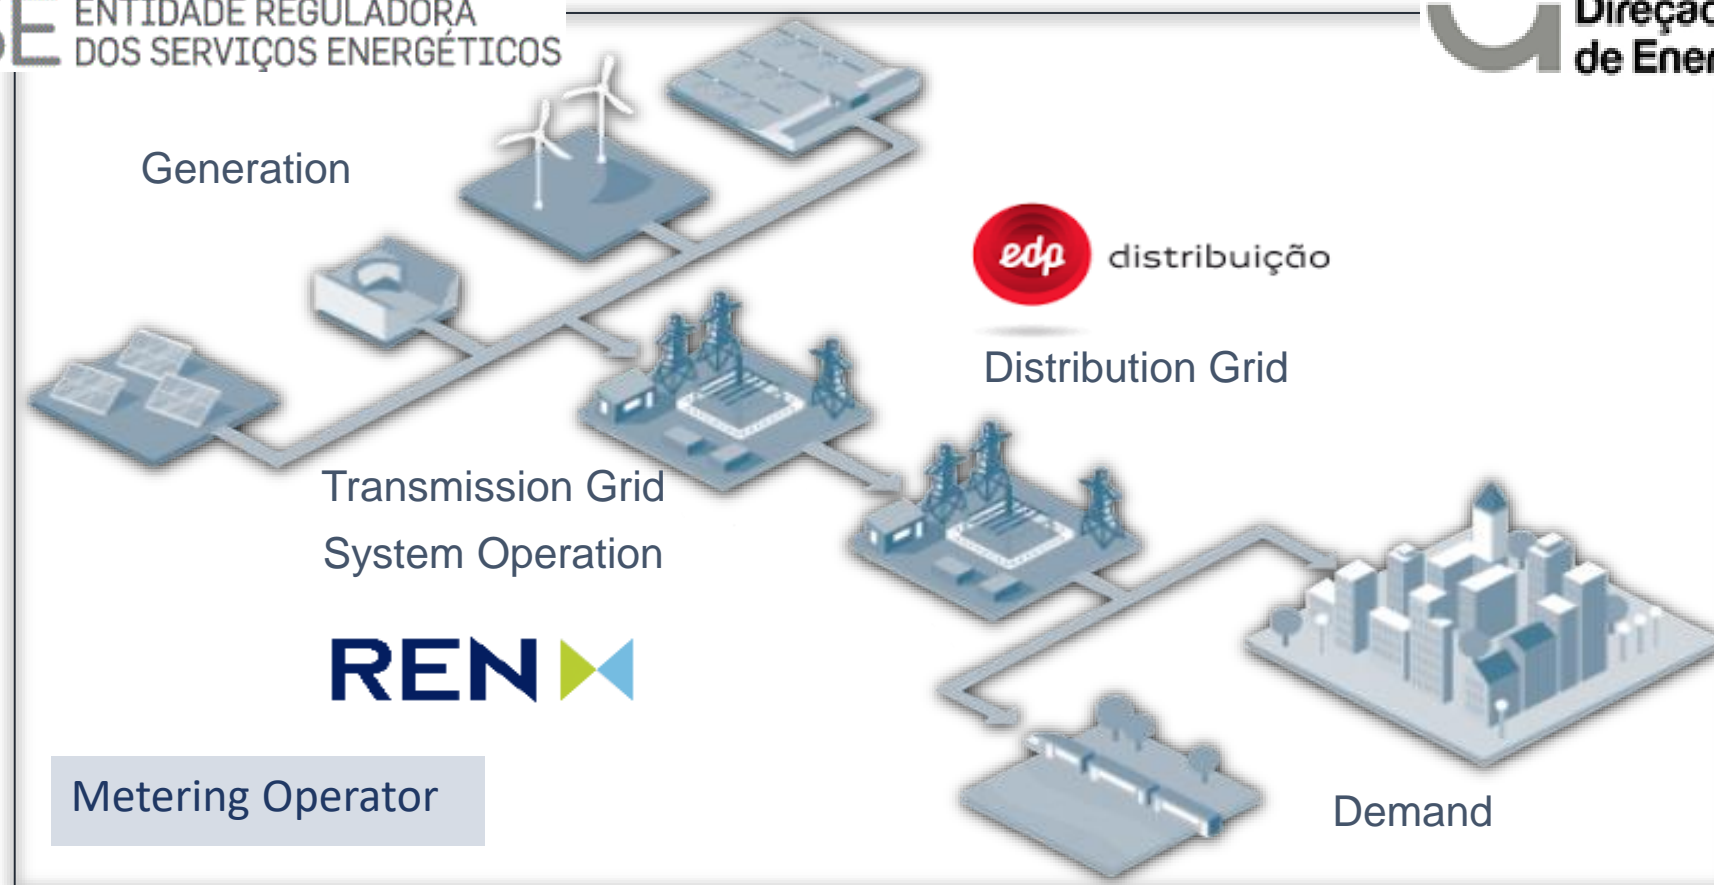 SE ENTIDADE REGULADORA
DOS SERVIÇOS ENERGÉTICOS
de
Generation
edp distribuição
Distribution Grid
Transmission Grid
System Operation
REN
Metering Operator
Demand